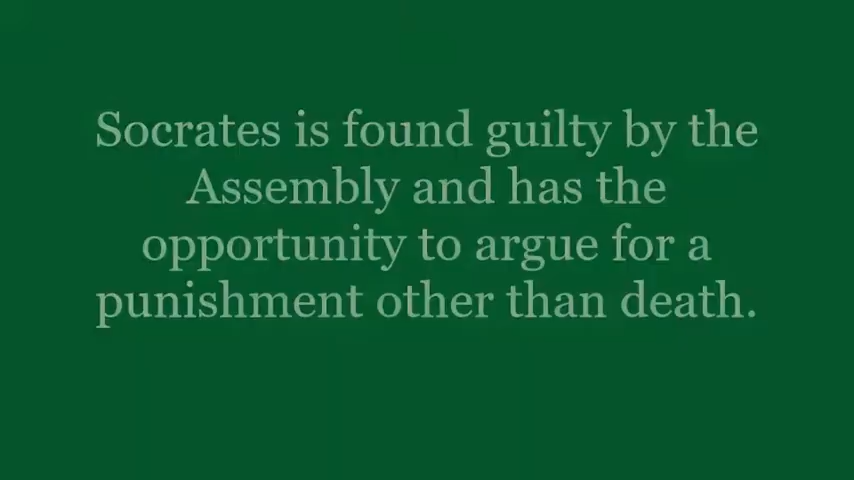 Socrates is found guilty by the
Assembly and has the
opportunity to argue for a
punishment other than death.